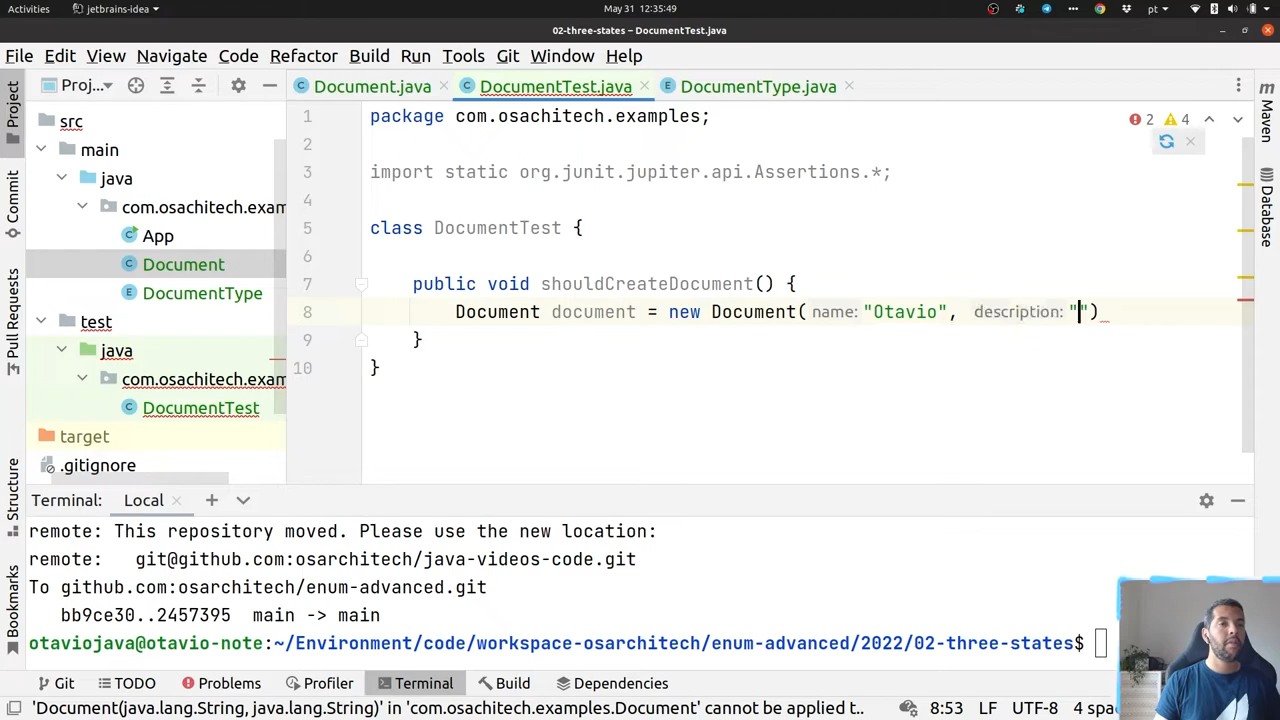 Activities
jetbrains-idea
May 31 12:35:49
pt
02-three-states – DocumentTest.java
File Edit View Navigate Code Refactor Build Run Tools Git Window Help
Proj...
Document.java
DocumentTest.java
DocumentType.java
Project
Commit
Pull Requests
Structure
Bookmarks
src
main
java
com.osachitech.exam
App
Document
DocumentType
test
java
com.osachitech.exam
DocumentTest
target
.gitignore
1 package com.osachitech.examples;
2
3 import static org.junit.jupiter.api.Assertions.*;
4
5 class DocumentTest {
6
7 public void shouldCreateDocument() {
8 Document document = new Document( name: "Otavio", description: "")
9 }
10 }
2 4
Maven
Database
Terminal: Local
remote: This repository moved. Please use the new location:
remote:   git@github.com:osarchitech/java-videos-code.git
To github.com:osarchitech/enum-advanced.git
bb9ce30..2457395  main -> main
otaviojava@otavio-note:~/Environment/code/workspace-osarchitech/enum-advanced/2022/02-three-states$
Git TODO Problems Profiler Terminal Build Dependencies
'Document(java.lang.String, java.lang.String)' in 'com.osachitech.examples.Document' cannot be applied t..
8:53 LF UTF-8 4 spac